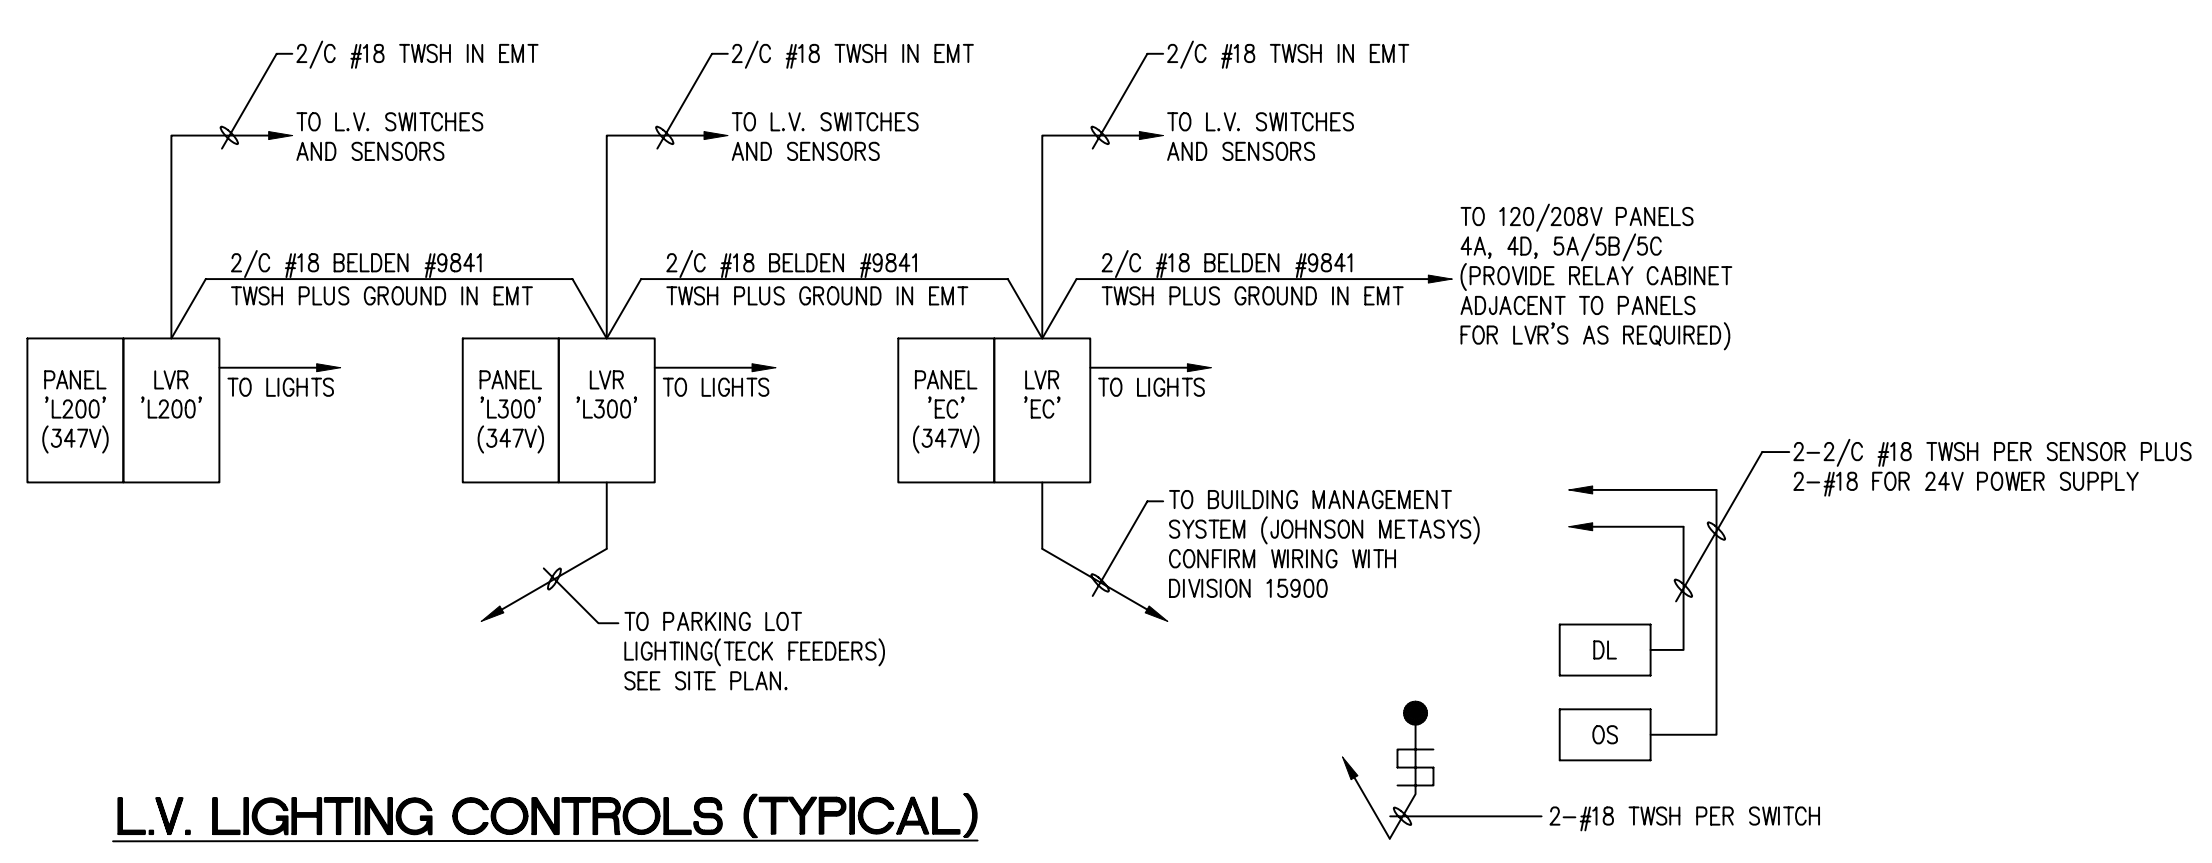 2/C #18 TWSH IN EMT
TO L.V. SWITCHES
AND SENSORS
2/C #18 TWSH IN EMT
TO L.V. SWITCHES
AND SENSORS
2/C #18 TWSH IN EMT
TO L.V. SWITCHES
AND SENSORS
2/C #18 BELDEN #9841
TWSH PLUS GROUND IN EMT
2/C #18 BELDEN #9841
TWSH PLUS GROUND IN EMT
2/C #18 BELDEN #9841
TWSH PLUS GROUND IN EMT
TO 120/208V PANELS
4A, 4D, 5A/5B/5C
(PROVIDE RELAY CABINET
ADJACENT TO PANELS
FOR LVR'S AS REQUIRED)
PANEL
'L200'
(347V)
LVR
'L200'
TO LIGHTS
PANEL
'L300'
(347V)
LVR
'L300'
TO LIGHTS
PANEL
'EC'
(347V)
LVR
'EC'
TO LIGHTS
TO PARKING LOT
LIGHTING(TECK FEEDERS)
SEE SITE PLAN.
TO BUILDING MANAGEMENT
SYSTEM (JOHNSON METASYS)
CONFIRM WIRING WITH
DIVISION 15900
2-2/C #18 TWSH PER SENSOR PLUS
2-#18 FOR 24V POWER SUPPLY
DL
OS
2-#18 TWSH PER SWITCH
L.V. LIGHTING CONTROLS (TYPICAL)